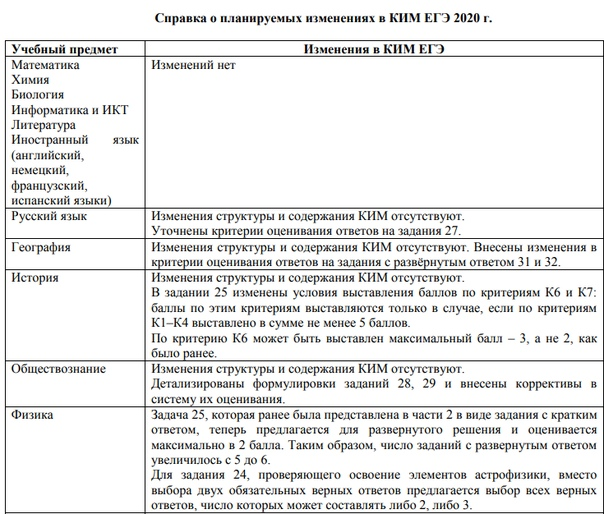 Справка о планируемых изменениях в КИМ ЕГЭ 2020 г.
Учебный предмет
Изменения в КИМ ЕГЭ
Математика
Химия
Биология
Информатика и ИКТ
Литература
Иностранный язык
(английский,
немецкий,
французский,
испанский языки)
Изменений нет
Русский язык
Изменения структуры и содержания КИМ отсутствуют.
Уточнены критерии оценивания ответов на задания 27.
География
Изменения структуры и содержания КИМ отсутствуют. Внесены изменения в
критерии оценивания ответов на задания с развёрнутым ответом 31 и 32.
История
Изменения структуры и содержания КИМ отсутствуют.
В задании 25 изменены условия выставления баллов по критериям К6 и К7:
баллы по этим критериям выставляются только в случае, если по критериям
К1–К4 выставлено в сумме не менее 5 баллов.
По критерию К6 может быть выставлен максимальный балл – 3, а не 2, как
было ранее.
Обществознание
Изменения структуры и содержания КИМ отсутствуют.
Детализированы формулировки заданий 28, 29 и внесены коррективы в
систему их оценивания.
Физика
Задача 25, которая ранее была представлена в части 2 в виде задания с кратким
ответом, теперь предлагается для развернутого решения и оценивается
максимально в 2 балла. Таким образом, число заданий с развернутым ответом
увеличилось с 5 до 6.
Для задания 24, проверяющего освоение элементов астрофизики, вместо
выбора двух обязательных верных ответов предлагается выбор всех верных
ответов, число которых может составлять либо 2, либо 3.